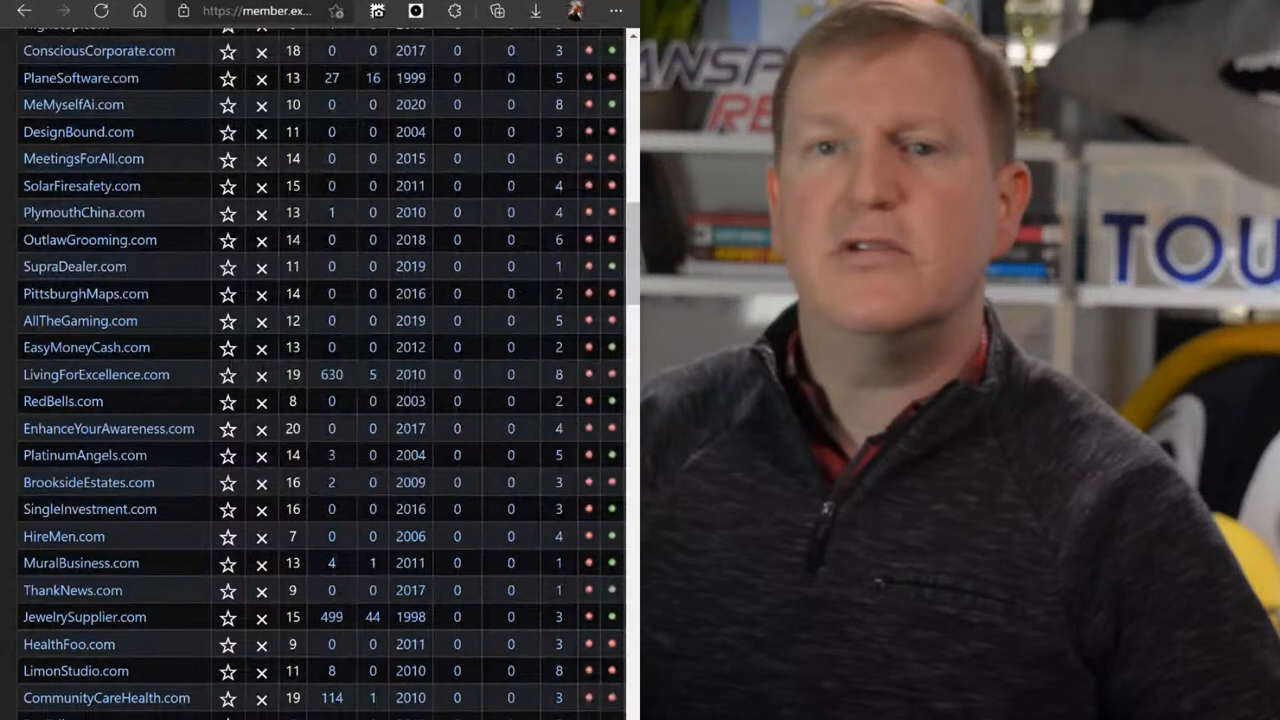 https://member.ex...
ConsciousCorporate.com 18 0 0 2017 0 0 3
PlaneSoftware.com 13 27 16 1999 0 0 5
MeMyselfAi.com 10 0 0 2020 0 0 8
DesignBound.com 11 0 0 2004 0 0 3
MeetingsForAll.com 14 0 0 2015 0 0 6
SolarFiresafety.com 15 0 0 2011 0 0 4
PlymouthChina.com 13 1 0 2010 0 0 4
OutlawGrooming.com 14 0 0 2018 0 0 6
SupraDealer.com 11 0 0 2019 0 0 1
PittsburghMaps.com 14 0 0 2016 0 0 2
AllTheGaming.com 12 0 0 2019 0 0 5
EasyMoneyCash.com 13 0 0 2012 0 0 2
LivingForExcellence.com 19 630 5 2010 0 0 8
RedBells.com 8 0 0 2003 0 0 2
EnhanceYourAwareness.com 20 0 0 2017 0 0 4
PlatinumAngels.com 14 3 0 2004 0 0 5
BrooksideEstates.com 16 2 0 2009 0 0 3
SingleInvestment.com 16 0 0 2016 0 0 3
HireMen.com 7 0 0 2006 0 0 4
MuralBusiness.com 13 4 1 2011 0 0 1
ThankNews.com 9 0 0 2017 0 0 1
JewelrySupplier.com 15 499 44 1998 0 0 3
HealthFoo.com 9 0 0 2011 0 0 3
LimonStudio.com 11 8 0 2010 0 0 8
CommunityCareHealth.com 19 114 1 2010 0 0 3
ANSP
RE
TOU